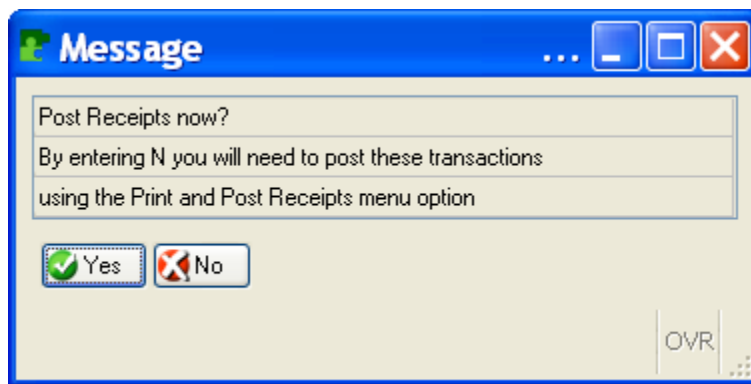 Message ...
Post Receipts now?
By entering N you will need to post these transactions
using the Print and Post Receipts menu option
Yes No
OVR